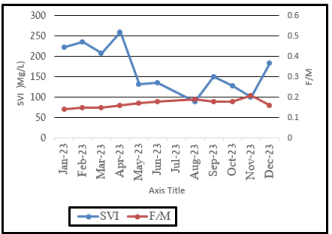 300
250
200
150
100
50
0
0.6
0.5
0.4
0.3
0.2
0.1
0
SVI )Mg/L)
F/M
Jan-23
Feb-23
Mar-23
Apr-23
May-23
Jun-23
Jul-23
Aug-23
Sep-23
Oct-23
Nov-23
Dec-23
Axis Title
SVI F/M